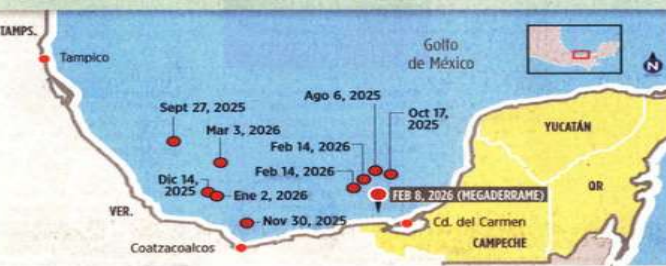 TAMPS.
Tampico
Golfo
de México
N
Sept 27, 2025
Mar 3, 2026
Ago 6, 2025
Oct 17,
2025
Feb 14, 2026
Feb 14, 2026
Dic 14,
2025
Ene 2, 2026
FEB 8, 2026 (MEGADERRAME)
Nov 30, 2025
VER.
Coatzacoalcos
Cd. del Carmen
CAMPECHE
YUCATÁN
QR